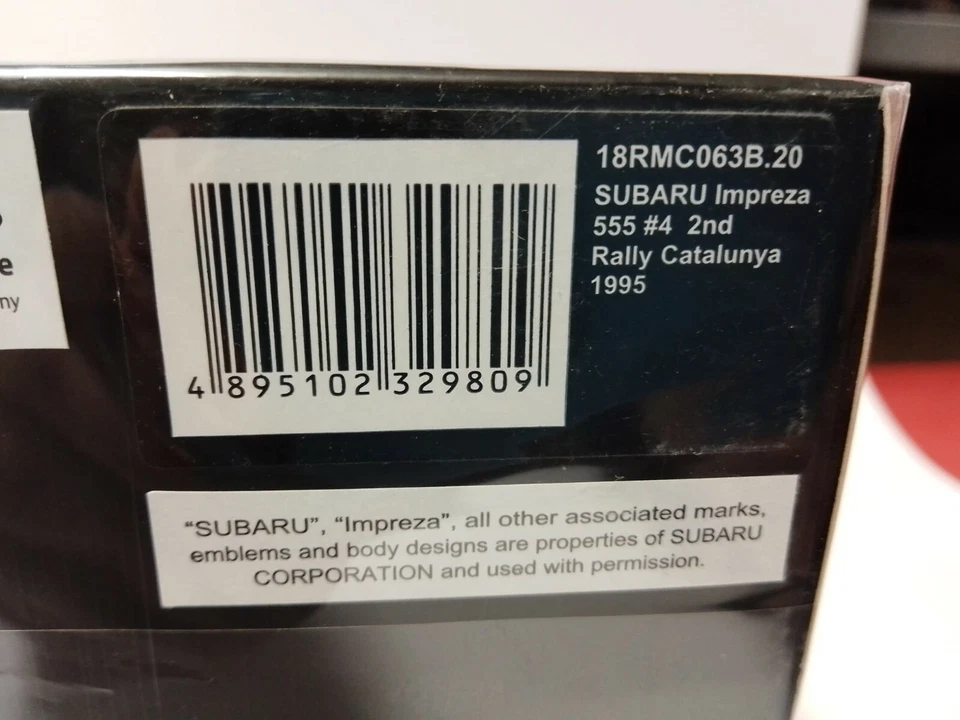 e
ny
18RMC063B.20
SUBARU Impreza
555 #4 2nd
Rally Catalunya
1995
4 895102 329809
“SUBARU”, “Impreza”, all other associated marks,
emblems and body designs are properties of SUBARU
CORPORATION and used with permission.